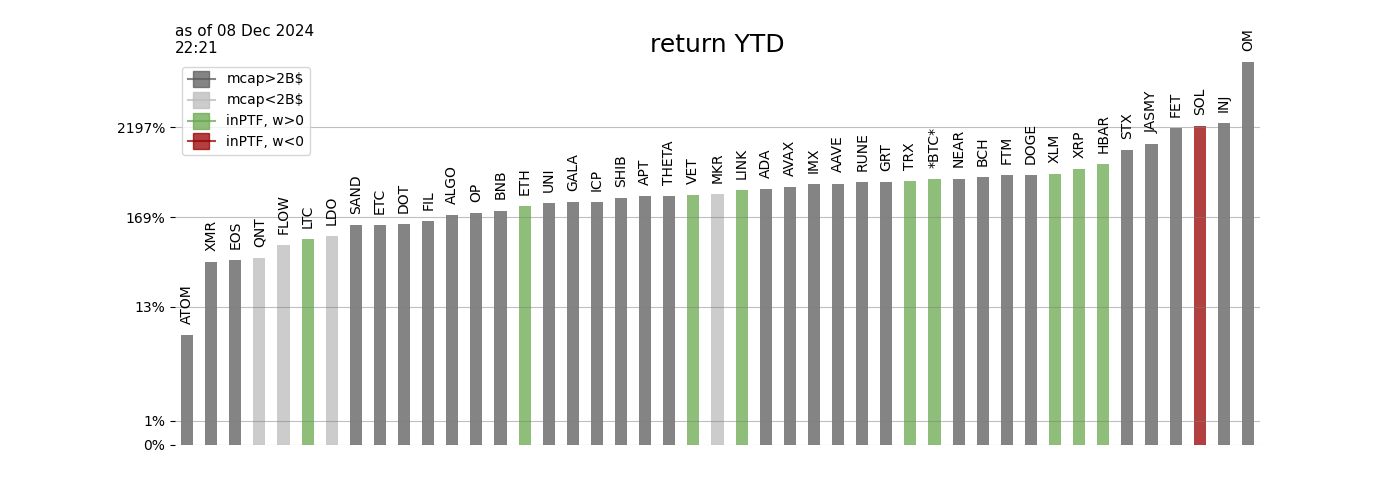 as of 08 Dec 2024
22:21
return YTD
mcap>2B$
mcap<2B$
inPTF, w>0
inPTF, w<0
2197%
169%
13%
1%
0%
ATOM
XMR
EOS
QNT
FLOW
LTC
LDO
SAND
ETC
DOT
FIL
ALGO
OP
BNB
ETH
UNI
GALA
ICP
SHIB
APT
THETA
VET
MKR
LINK
ADA
AVAX
IMX
AAVE
RUNE
GRT
TRX
*BTC*
NEAR
BCH
FTM
DOGE
XLM
XRP
HBAR
STX
JASMY
FET
SOL
INJ
OM